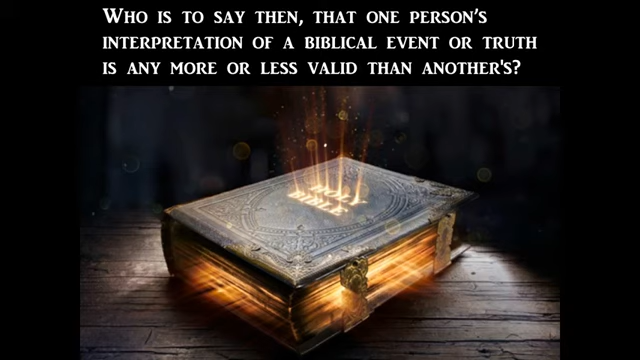 Who is to say then, that one person’s
interpretation of a biblical event or truth
is any more or less valid than another's?
HOLY
BIBLE